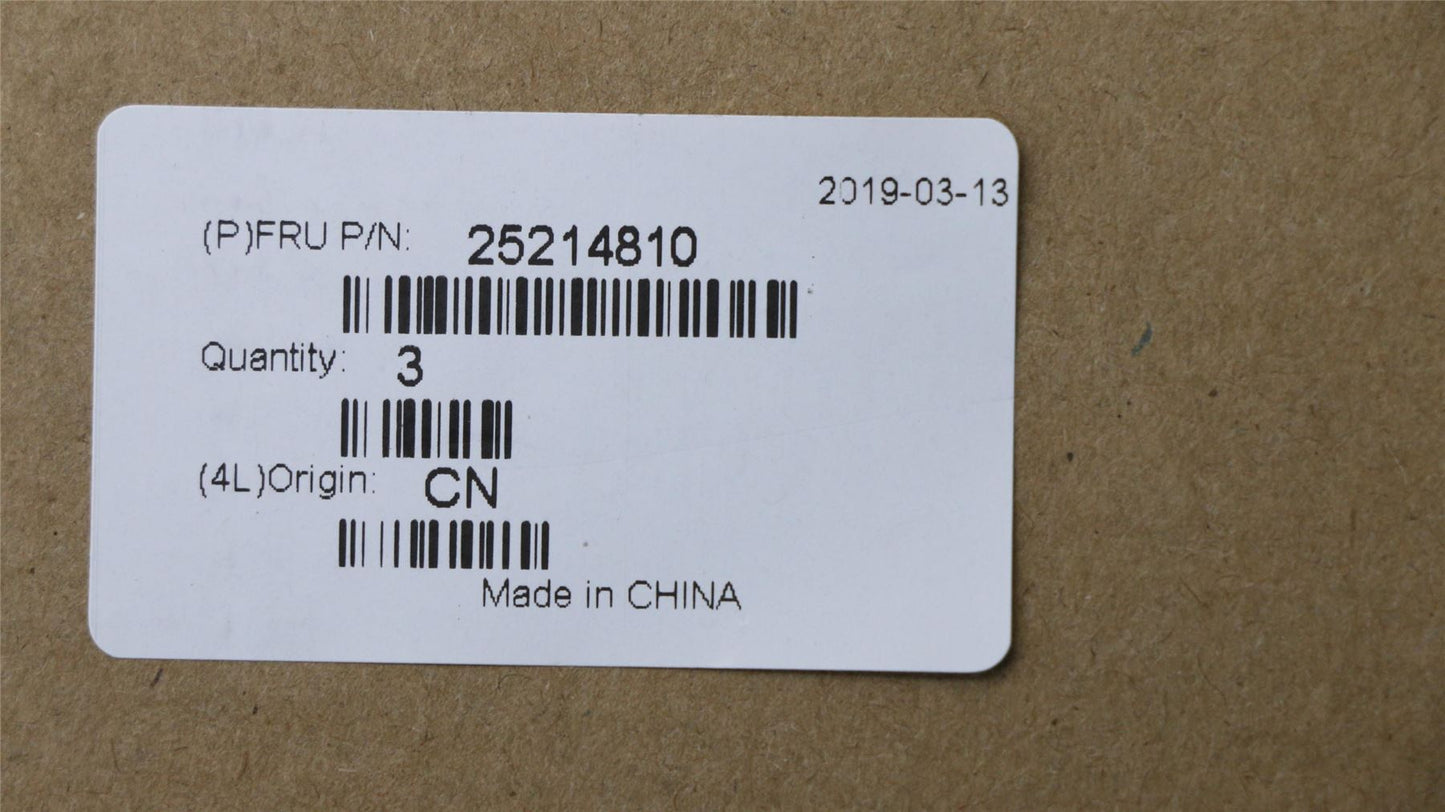 2019-03-13
(P)FRU P/N: 25214810
Quantity: 3
(4L)Origin: CN
Made in CHINA